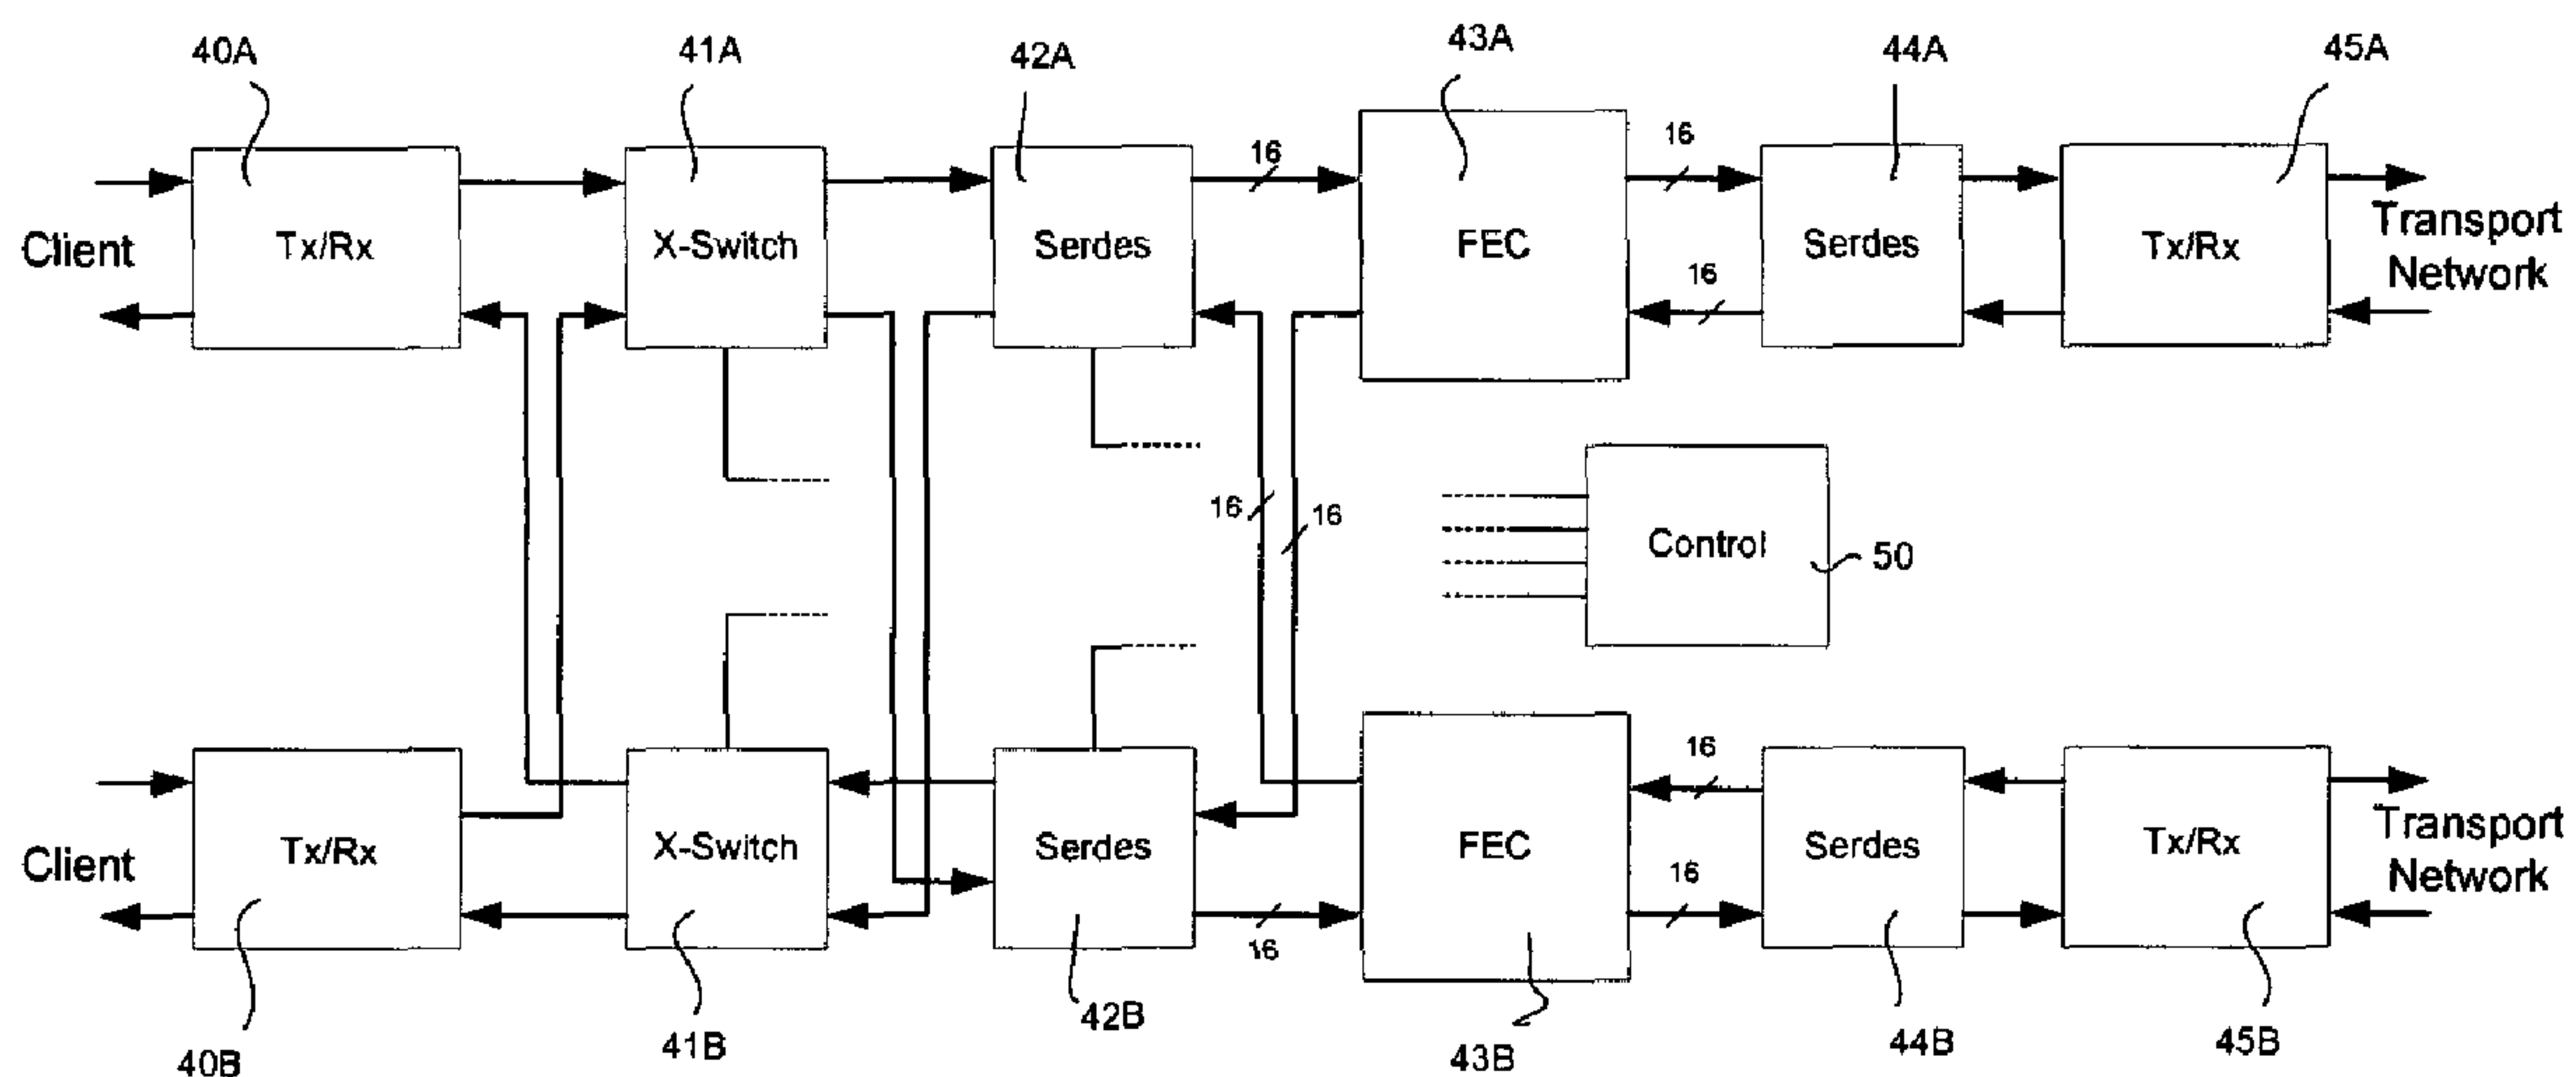 40A
41A
42A
43A
44A
45A
16
16
Client
Tx/Rx
X-Switch
Serdes
FEC
Serdes
Tx/Rx
Transport
Network
16
16
16
Control
50
16
Client
Tx/Rx
X-Switch
Serdes
FEC
Serdes
Tx/Rx
Transport
Network
16
16
40B
41B
42B
43B
44B
45B